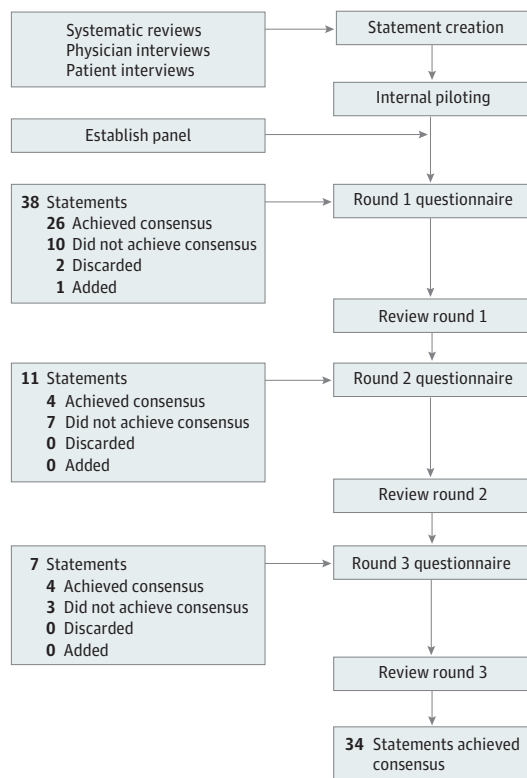 Systematic reviews
Physician interviews
Patient interviews
Statement creation
Internal piloting
Establish panel
38 Statements
26 Achieved consensus
10 Did not achieve consensus
2 Discarded
1 Added
Round 1 questionnaire
Review round 1
11 Statements
4 Achieved consensus
7 Did not achieve consensus
0 Discarded
0 Added
Round 2 questionnaire
Review round 2
7 Statements
4 Achieved consensus
3 Did not achieve consensus
0 Discarded
0 Added
Round 3 questionnaire
Review round 3
34 Statements achieved
consensus